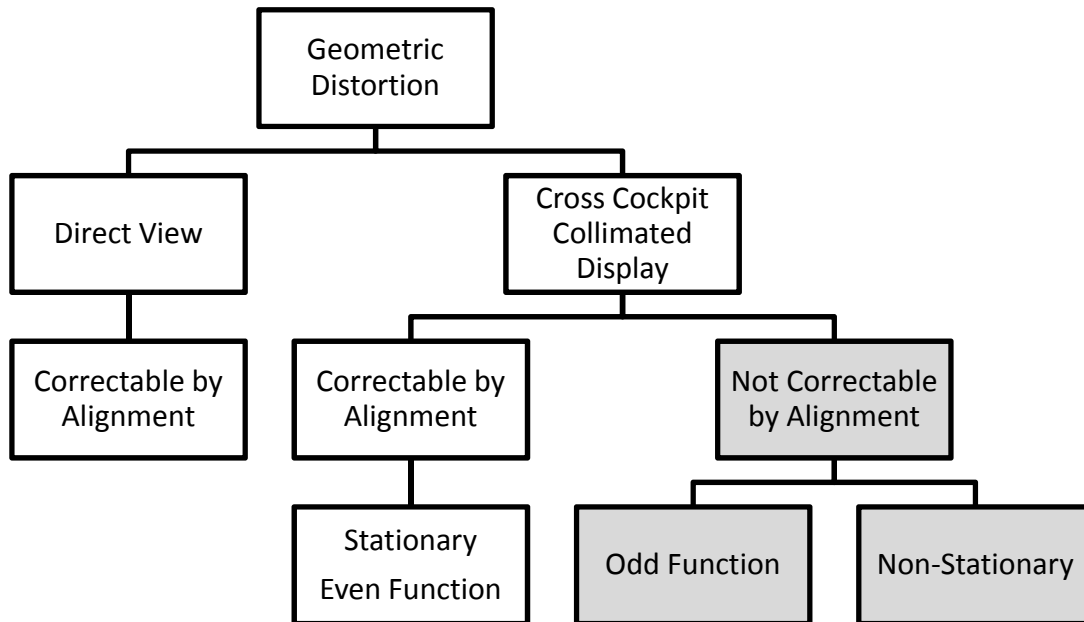 Geometric
Distortion
Direct View
Cross Cockpit
Collimated
Display
Correctable by
Alignment
Correctable by
Alignment
Not Correctable
by Alignment
Stationary
Even Function
Odd Function
Non-Stationary